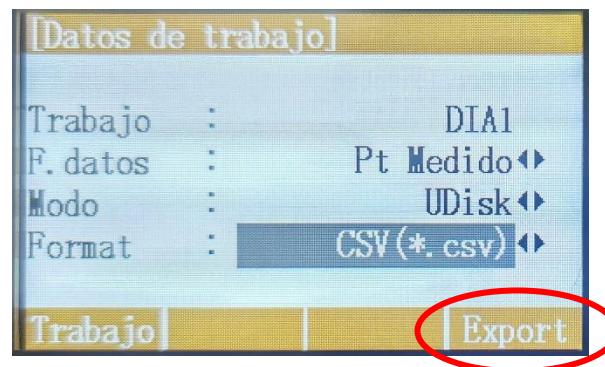 [Datos de trabajo]
Trabajo : DIA1
F. datos : Pt Medido
Modo : UDisk
Format : CSV(*. csv)
Trabajo Export